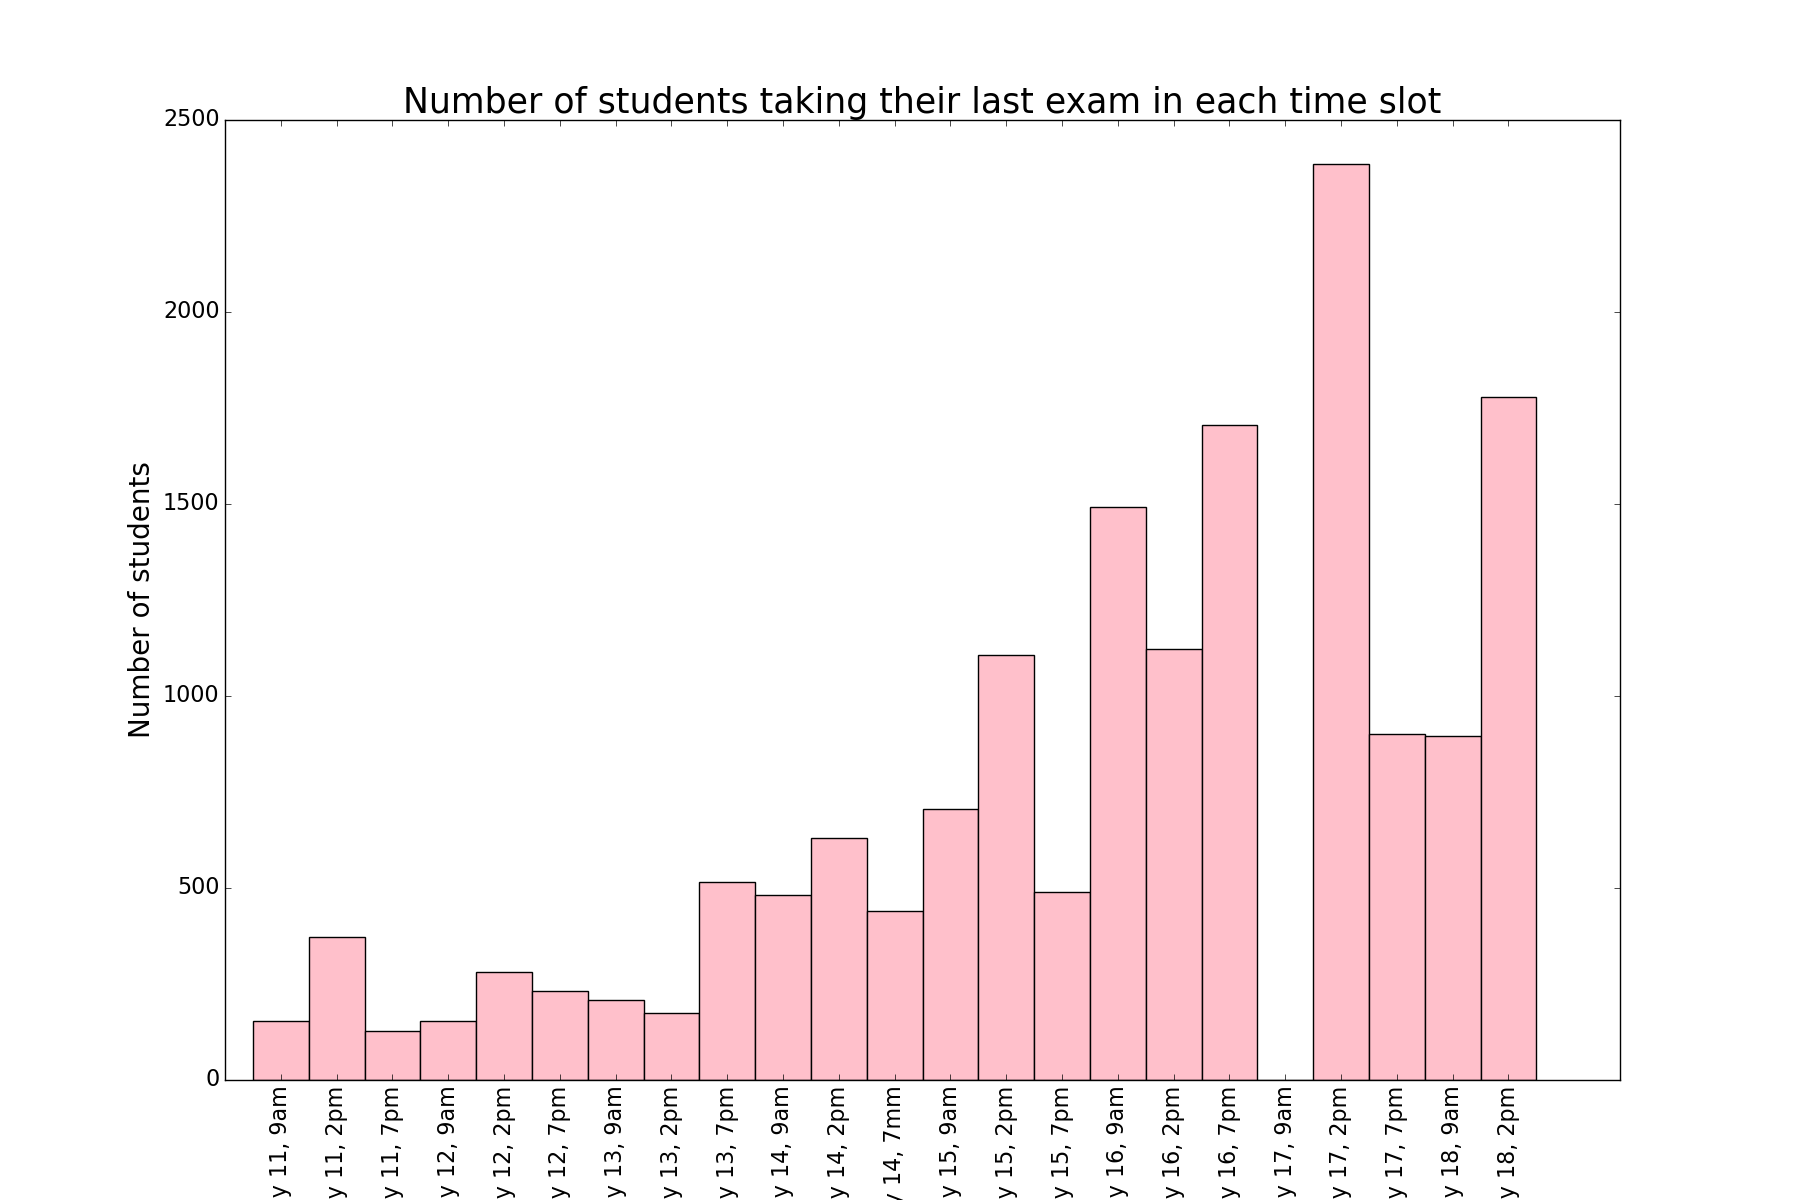 Number of students taking their last exam in each time slot
Number of students
2500
2000
1500
1000
500
0
y 11, 9am
y 11, 2pm
y 11, 7pm
y 12, 9am
y 12, 2pm
y 12, 7pm
y 13, 9am
y 13, 2pm
y 13, 7pm
y 14, 9am
y 14, 2pm
y 14, 7mm
y 15, 9am
y 15, 2pm
y 15, 7pm
y 16, 9am
y 16, 2pm
y 16, 7pm
y 17, 9am
y 17, 2pm
y 17, 7pm
y 18, 9am
y 18, 2pm